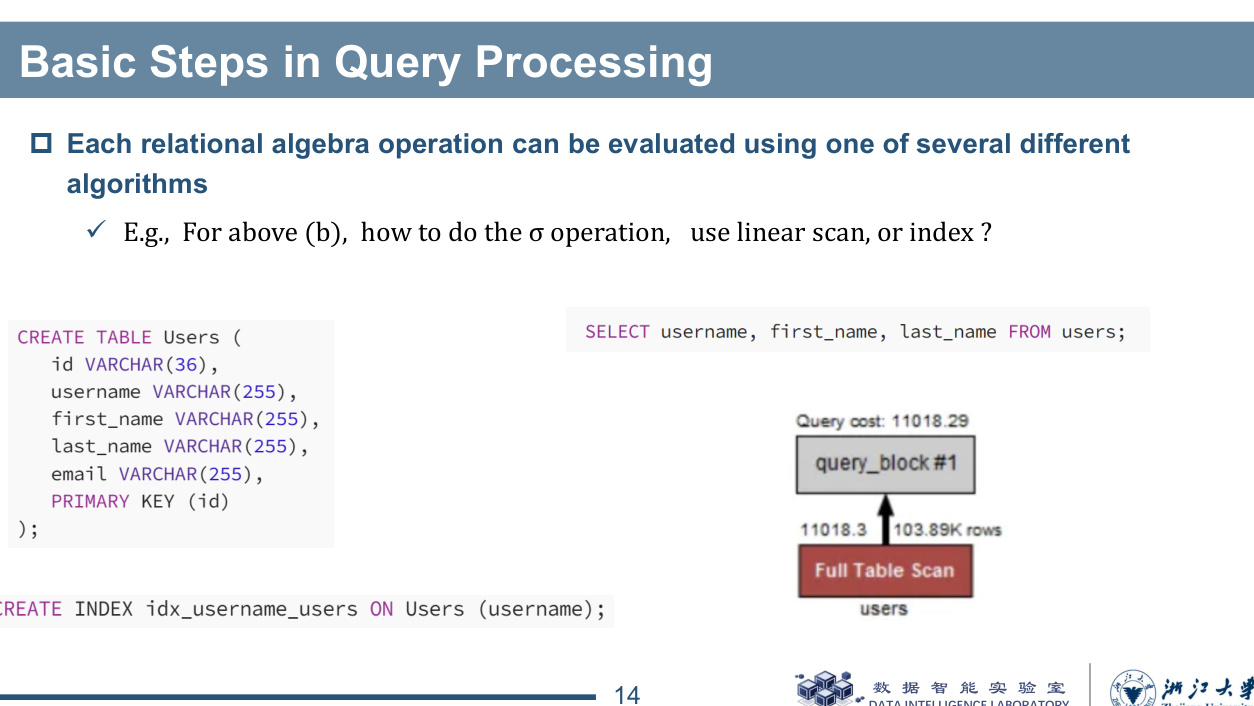 Basic Steps in Query Processing
Each relational algebra operation can be evaluated using one of several different
algorithms
E.g., For above (b), how to do the σ operation, use linear scan, or index ?
CREATE TABLE Users (
id VARCHAR(36),
username VARCHAR(255),
first_name VARCHAR(255),
last_name VARCHAR(255),
email VARCHAR(255),
PRIMARY KEY (id)
);
CREATE INDEX idx_username_users ON Users (username);
SELECT username, first_name, last_name FROM users;
Query cost: 11018.29
query_block #1
11018.3 103.89K rows
Full Table Scan
users
14
数据智能实验室
DATA INTELLIGENCE LABORATORY
浙江大学